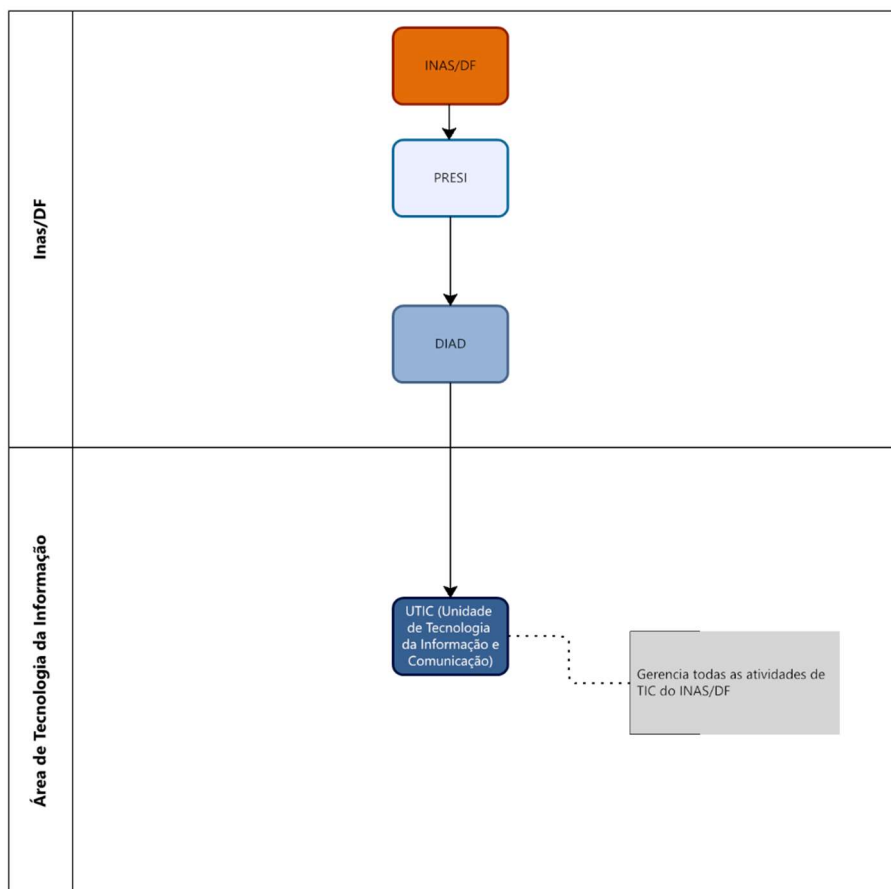 Inas/DF
INAS/DF
PRESI
DIAD
Área de Tecnologia da Informação
UTIC (Unidade
de Tecnologia
da Informação e
Comunicação)
Gerencia todas as atividades de
TIC do INAS/DF